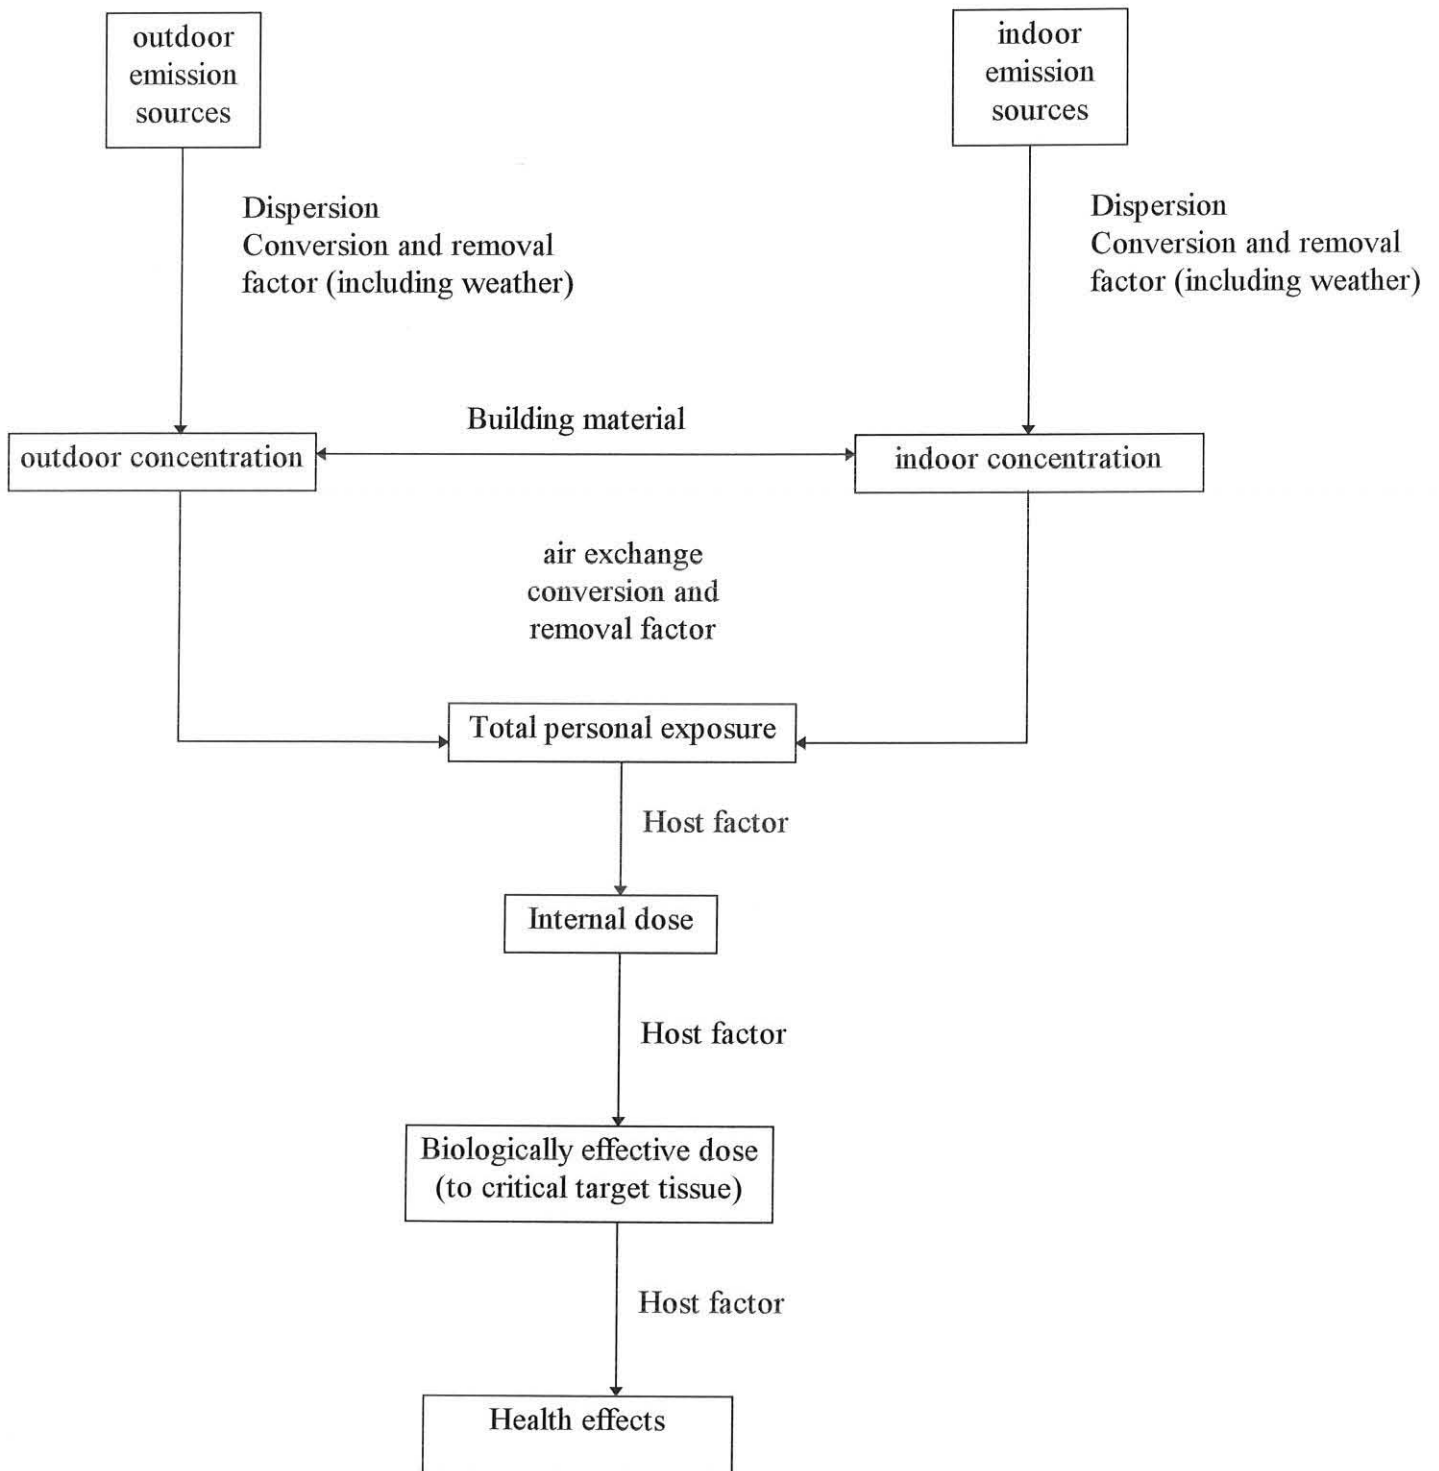 outdoor
emission
sources
indoor
emission
sources
Dispersion
Conversion and removal
factor (including weather)
Dispersion
Conversion and removal
factor (including weather)
Building material
outdoor concentration
indoor concentration
air exchange
conversion and
removal factor
Total personal exposure
Host factor
Internal dose
Host factor
Biologically effective dose
(to critical target tissue)
Host factor
Health effects